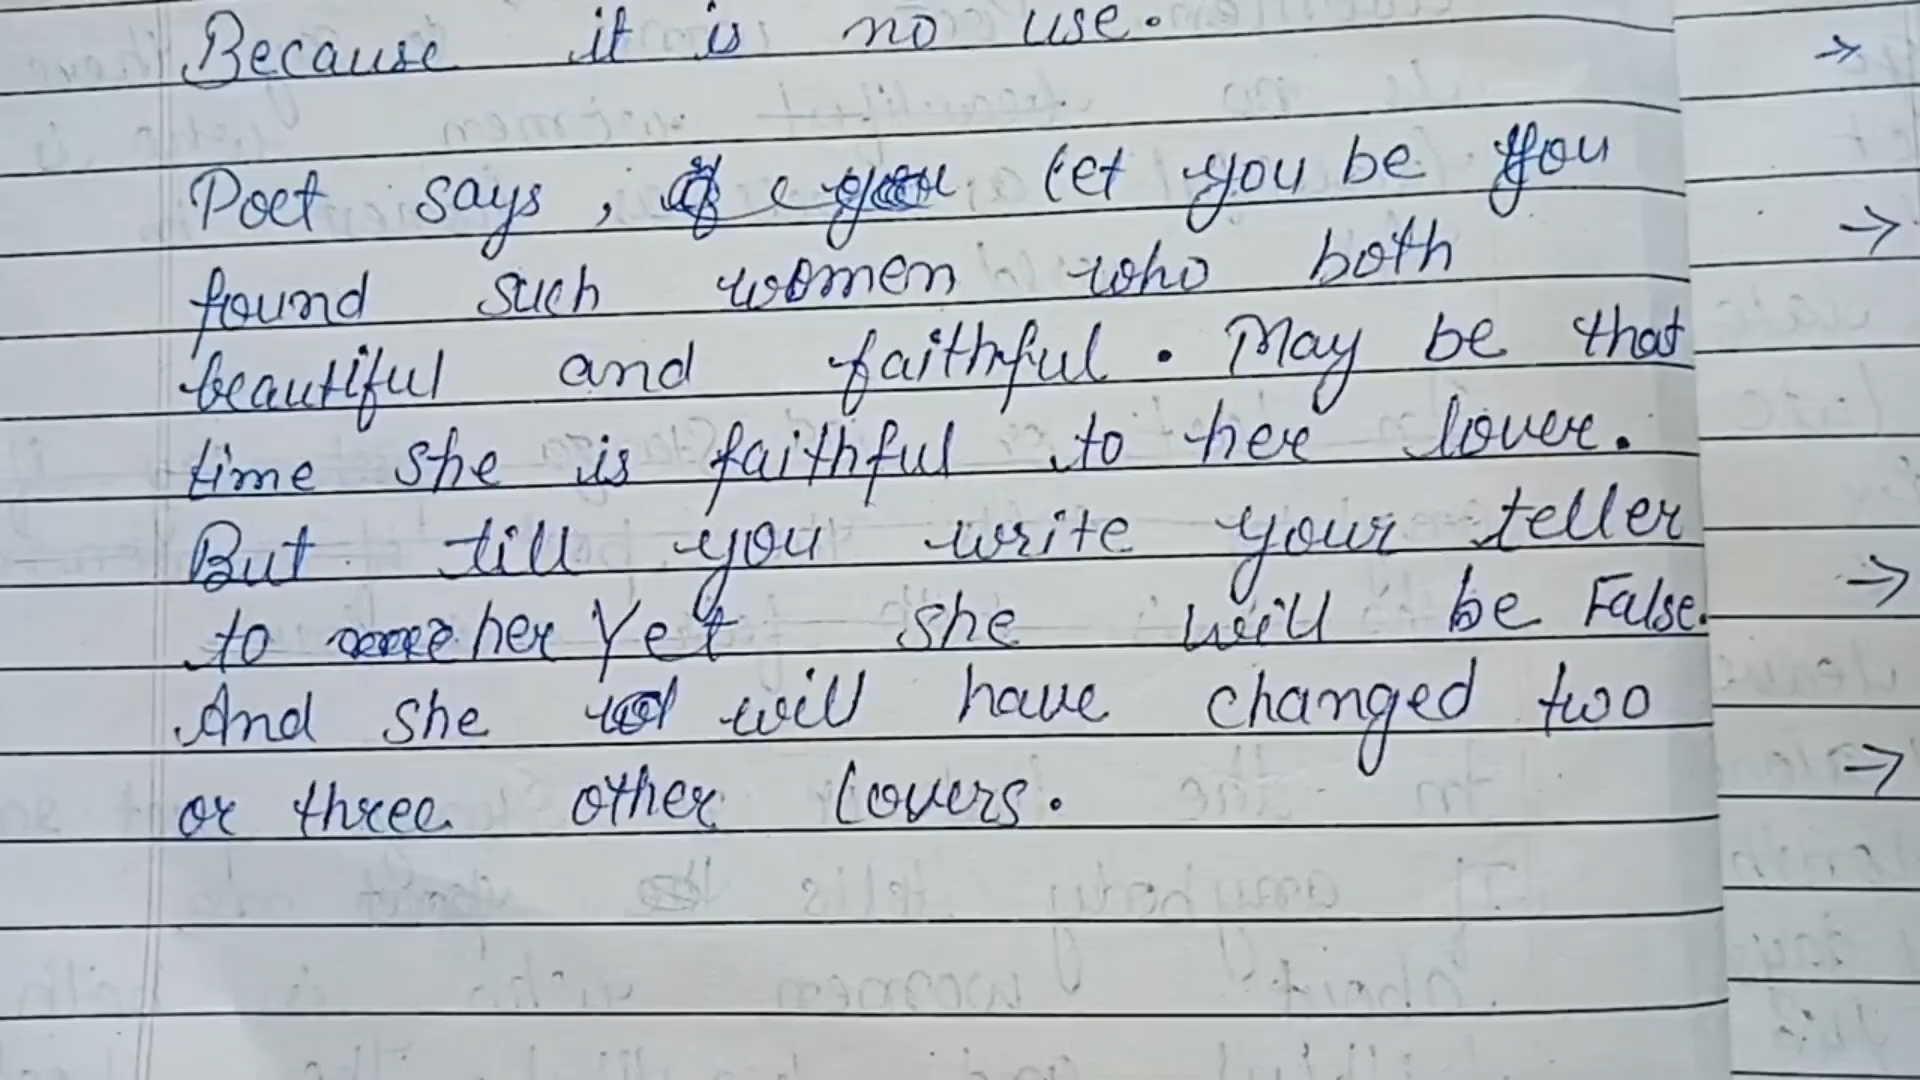 Because it is no use.
Poet says, let you be you
found such women who both
beautiful and faithful. May be that
time she is faithful to her lover.
But till you write your teller
to her Yet she will be False.
And she will have changed two
or three other lovers.